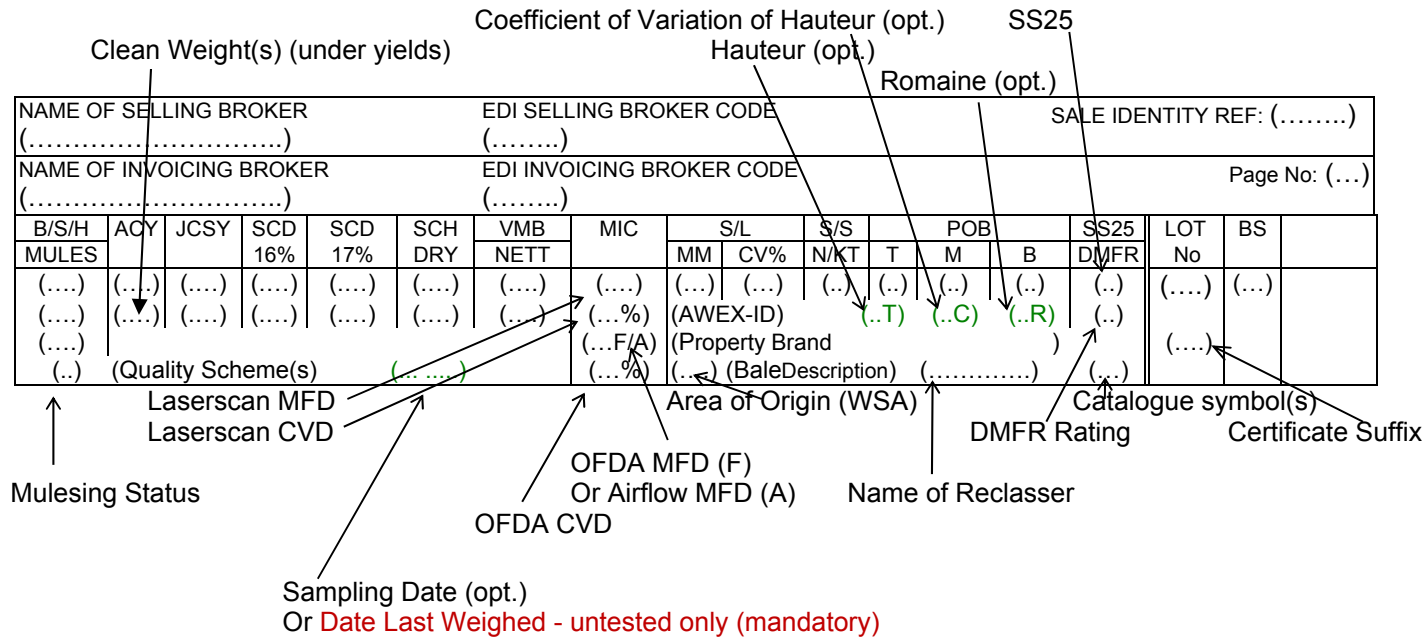 Coefficient of Variation of Hauteur (opt.) SS25
Clean Weight(s) (under yields) Hauteur (opt.)
Romaine (opt.)
NAME OF SELLING BROKER EDI SELLING BROKER CODE SALE IDENTITY REF: (……..)
(………………………..) (……..)
NAME OF INVOICING BROKER EDI INVOICING BROKER CODE Page No: (…)
(………………………..) (……..)
B/S/H ACY JCSY SCD SCD SCH VMB MIC S/L S/S POB SS25 LOT BS
MULES 16% 17% DRY NETT MM CV% N/KT T M B DMFR No
(….) (….) (….) (….) (….) (….) (….) (….) (…) (…) (..) (..) (..) (..) (..) (….) (…)
(….) (….) (….) (….) (….) (….) (….) (…%) (AWEX-ID) (..T) (..C) (..R) (..)
(….) (…F/A) (Property Brand ) (….)
(..) (Quality Scheme(s) (... .....) (…%) (….) (BaleDescription) (………….) (…)
Laserscan MFD Area of Origin (WSA) Catalogue symbol(s)
Laserscan CVD DMFR Rating Certificate Suffix
OFDA MFD (F)
Mulesing Status Or Airflow MFD (A) Name of Reclasser
OFDA CVD
Sampling Date (opt.)
Or Date Last Weighed - untested only (mandatory)